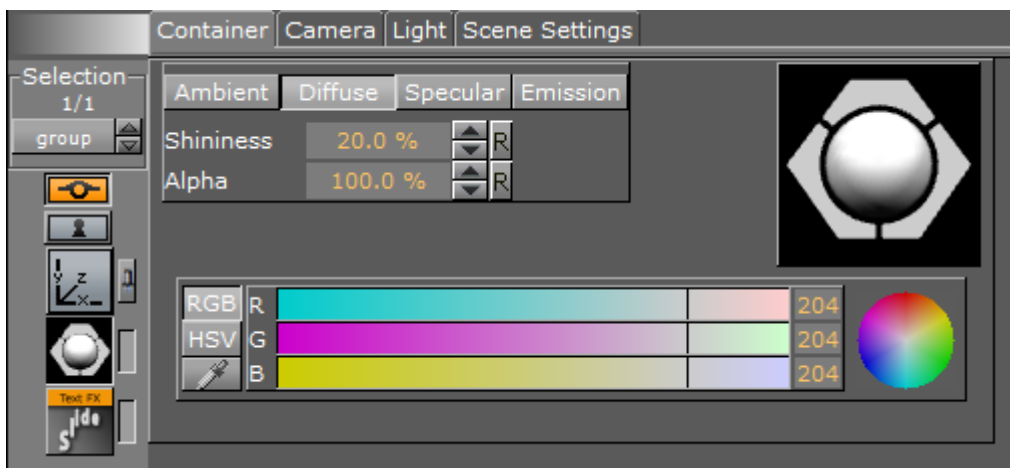 Container Camera Light Scene Settings
Selection
1/1
group
Ambient Diffuse Specular Emission
Shininess 20.0 % R
Alpha 100.0 % R
y z
x
RGB R 204
HSV G 204
B 204
Text FX
Slide